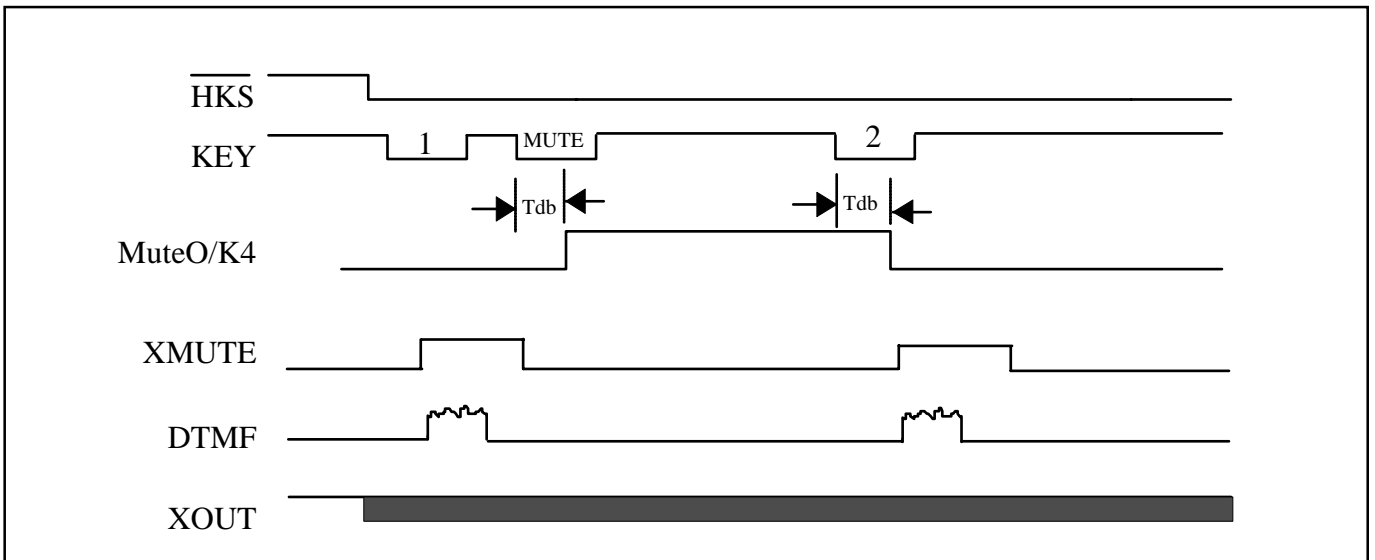 HKS
KEY 1 MUTE 2
Tdb Tdb
MuteO/K4
XMUTE
DTMF
XOUT